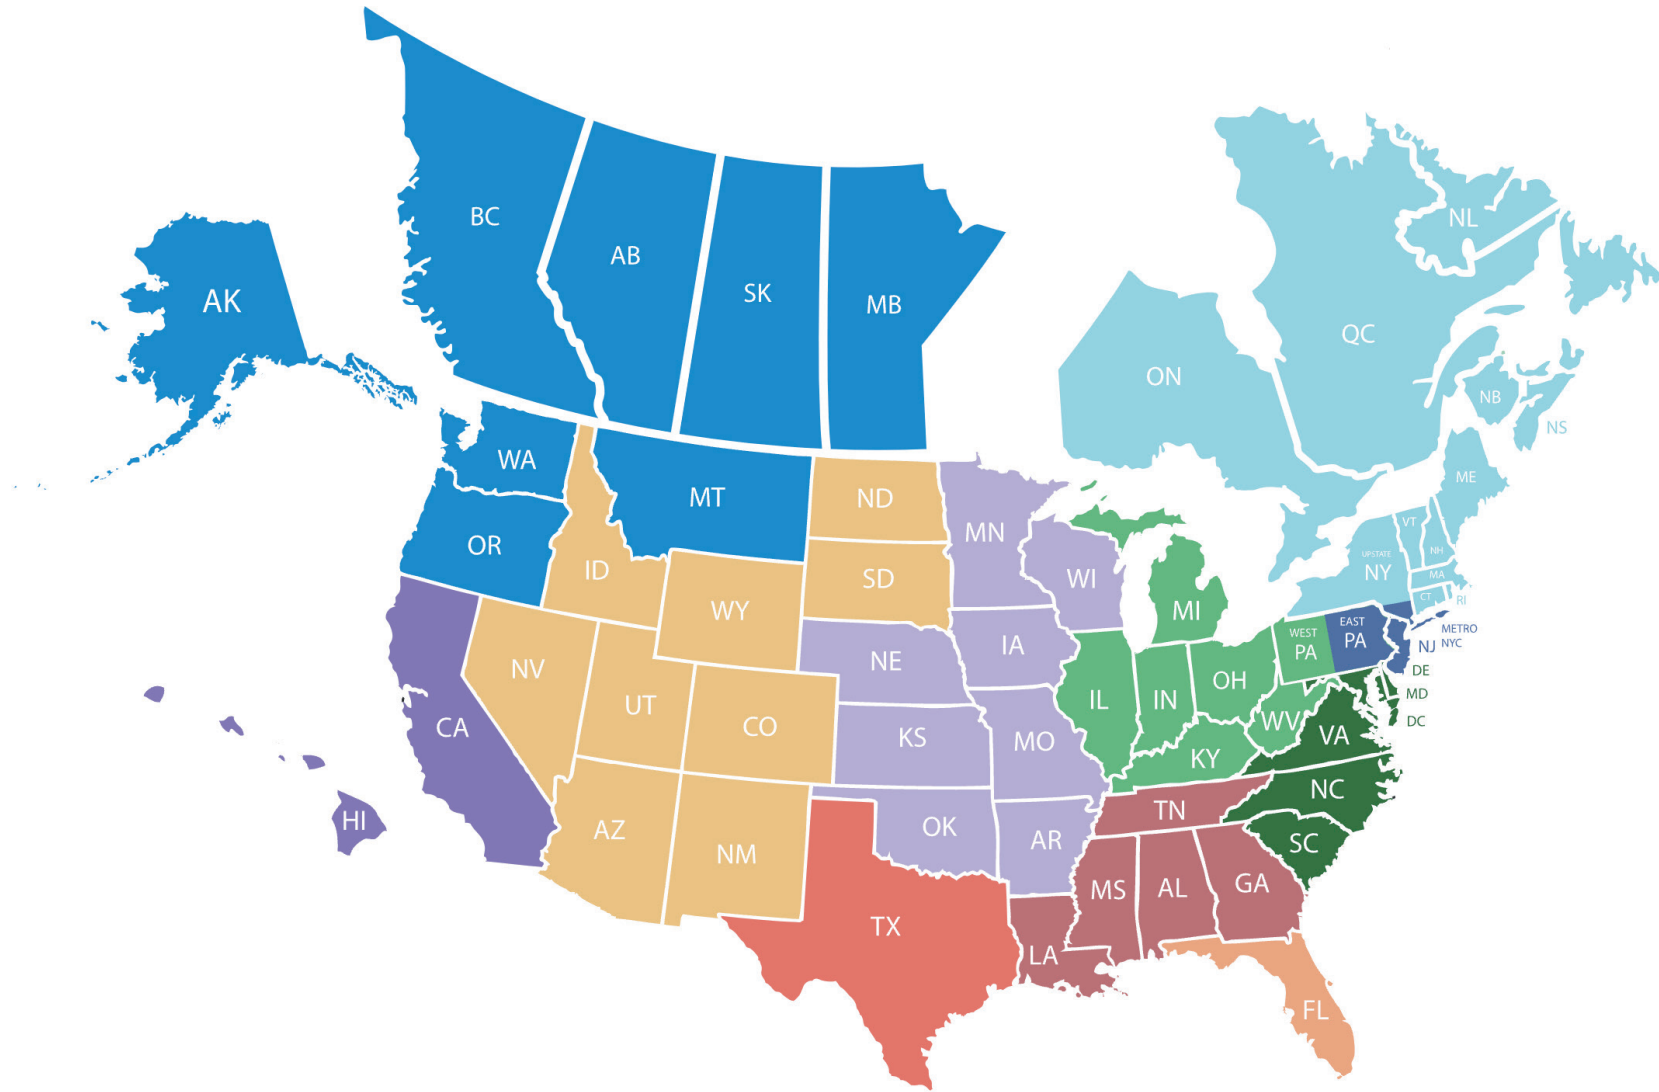 BC
AB
SK
MB
AK
NL
QC
ON
NB
NS
WA
MT
OR
ID
ND
SD
WY
MN
WI
MI
ME
VT
NH
UPSTATE
NY
MA
CT
RI
NV
UT
CO
NE
KS
IA
MO
IL
IN
OH
WEST
PA
EAST
PA
NJ
METRO
NYC
DE
MD
DC
WV
VA
KY
CA
HI
AZ
NM
OK
AR
TN
NC
SC
TX
LA
MS
AL
GA
FL